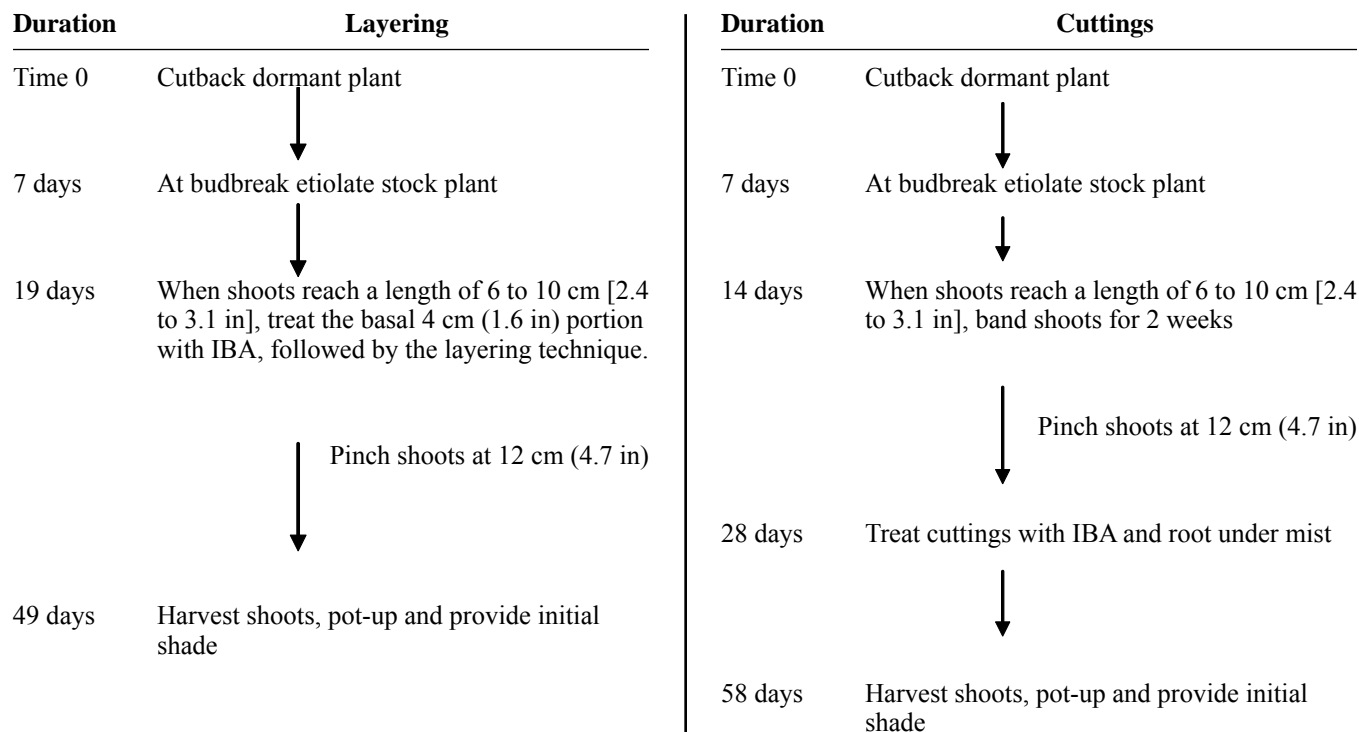 Duration Layering
Time 0 Cutback dormant plant
7 days At budbreak etiolate stock plant
19 days When shoots reach a length of 6 to 10 cm [2.4
to 3.1 in], treat the basal 4 cm (1.6 in) portion
with IBA, followed by the layering technique.
Pinch shoots at 12 cm (4.7 in)
49 days Harvest shoots, pot-up and provide initial
shade
Duration Cuttings
Time 0 Cutback dormant plant
7 days At budbreak etiolate stock plant
14 days When shoots reach a length of 6 to 10 cm [2.4
to 3.1 in], band shoots for 2 weeks
Pinch shoots at 12 cm (4.7 in)
28 days Treat cuttings with IBA and root under mist
58 days Harvest shoots, pot-up and provide initial
shade